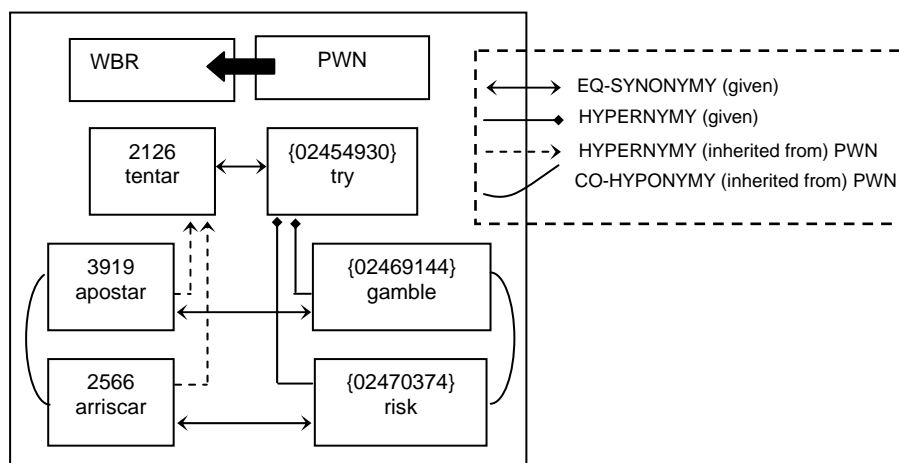 WBR
PWN
EQ-SYNONYMY (given)
HYPERNYMY (given)
HYPERNYMY (inherited from) PWN
CO-HYPONYMY (inherited from) PWN
2126
tentar
{02454930}
try
3919
apostar
{02469144}
gamble
2566
arriscar
{02470374}
risk